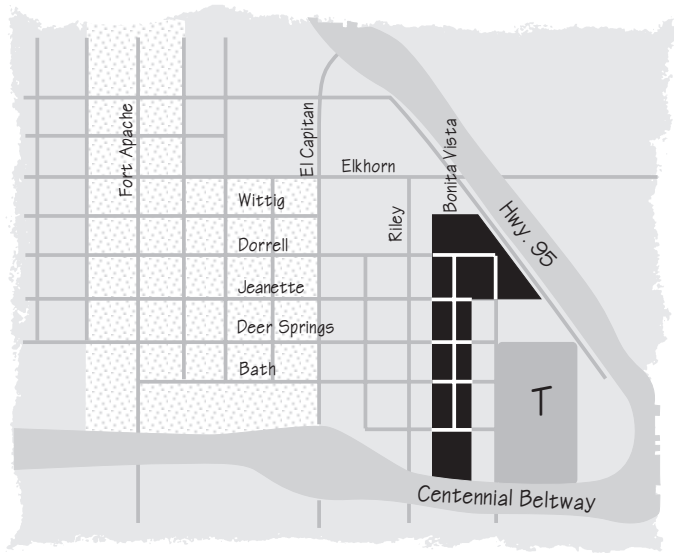 Fort Apache
El Capitan
Bonita Vista
Elkhorn
Wittig
Riley
Hwy. 95
Dorrell
Jeanette
Deer Springs
Bath
T
Centennial Beltway